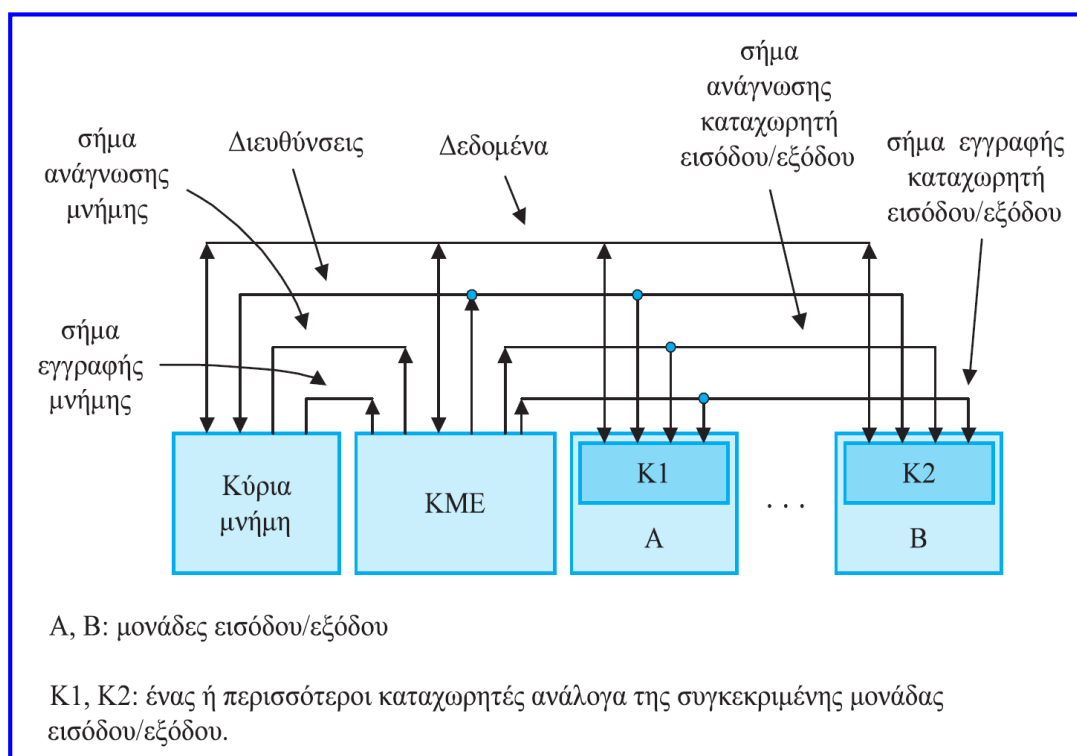 σήμα
ανάγνωσης
καταχωρητή
εισόδου/εξόδου
σήμα εγγραφής
καταχωρητή
εισόδου/εξόδου
σήμα
ανάγνωσης
μνήμης
Διευθύνσεις
Δεδομένα
σήμα
εγγραφής
μνήμης
Κύρια
μνήμη
ΚΜΕ
Κ1
Α
. . .
Κ2
Β
Α, Β: μονάδες εισόδου/εξόδου
Κ1, Κ2: ένας ή περισσότεροι καταχωρητές ανάλογα της συγκεκριμένης μονάδας
εισόδου/εξόδου.